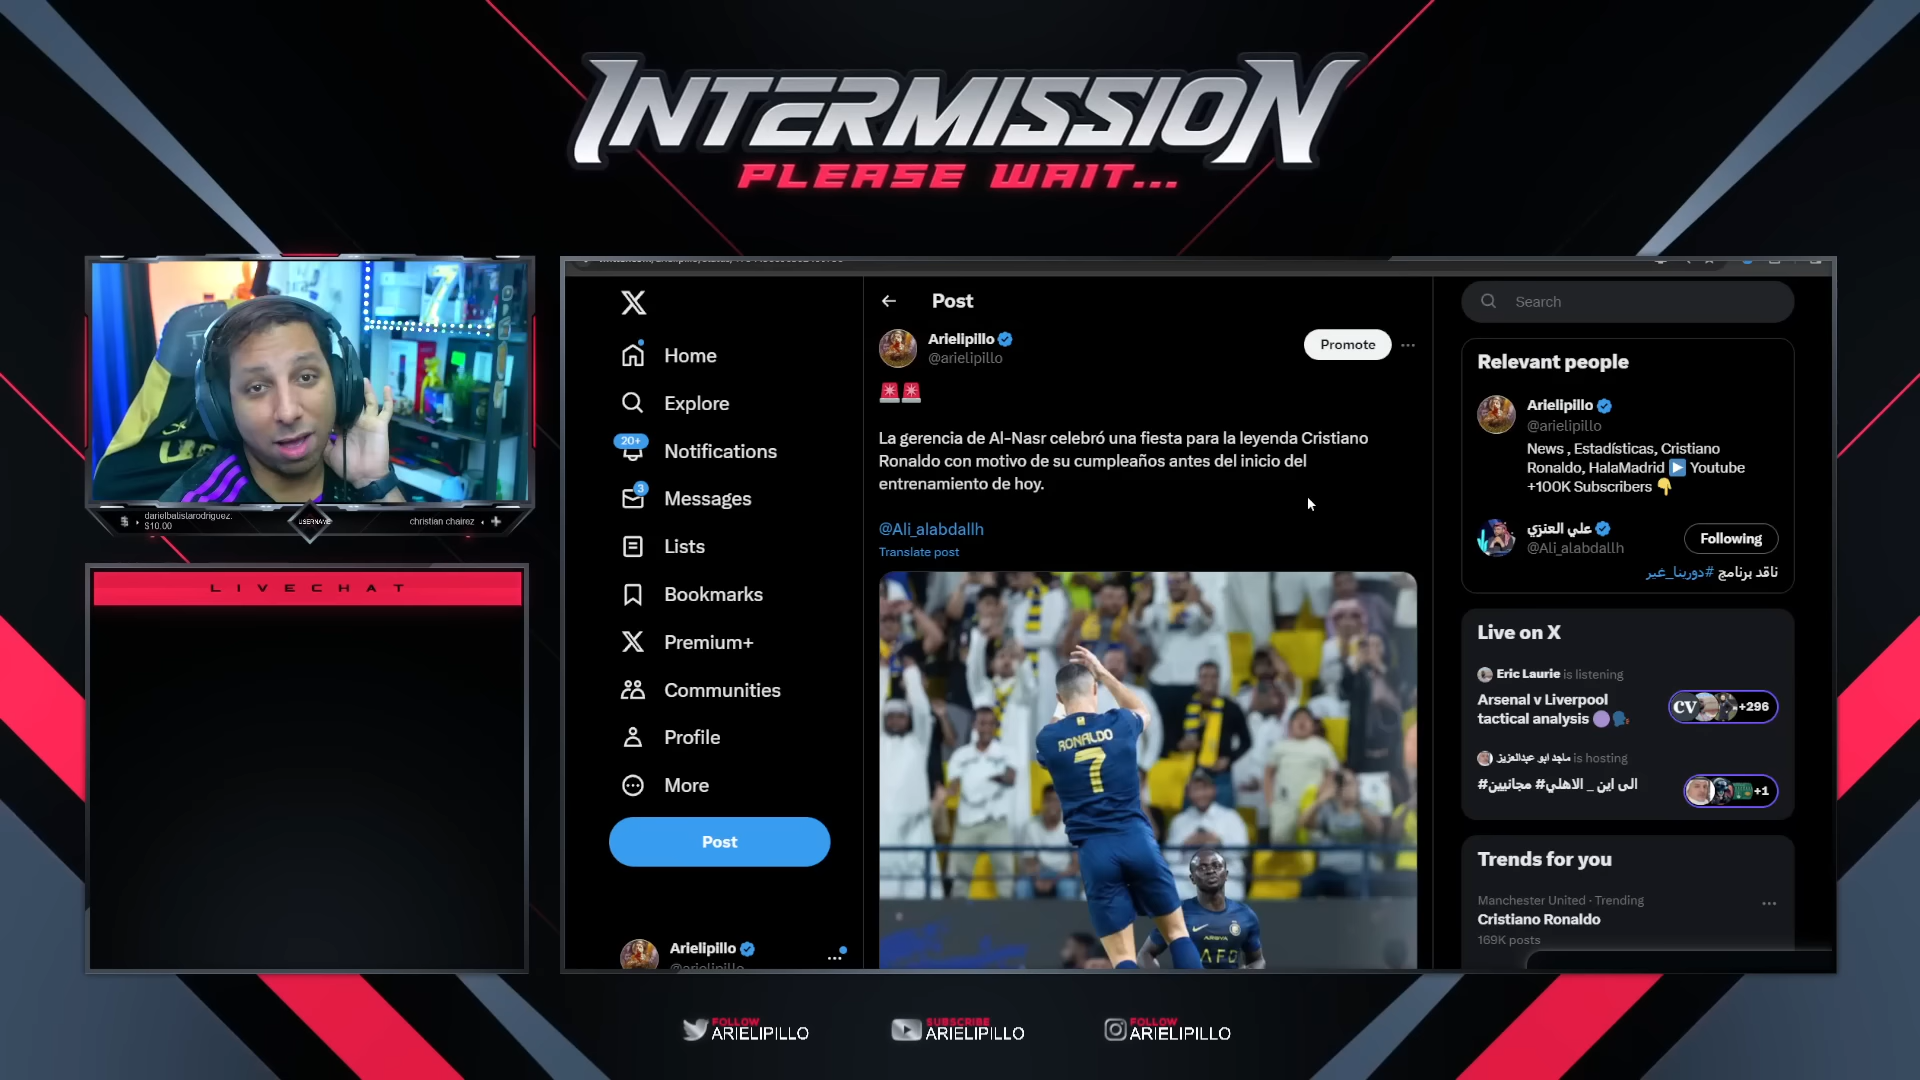 INTERMISSION
PLEASE WAIT...
darielbatistarodriguez:
$10.00
USERNAME
christian chairez
LIVECHAT
Home
Explore
20+
Notifications
3
Messages
Lists
Bookmarks
Premium+
Communities
Profile
More
Post
Arielipillo
Post
Arielipillo
@arielipillo
Promote
La gerencia de Al-Nasr celebró una fiesta para la leyenda Cristiano
Ronaldo con motivo de su cumpleaños antes del inicio del
entrenamiento de hoy.
@Ali_alabdallh
Translate post
RONALDO
7
Search
Relevant people
Arielipillo
@arielipillo
News , Estadísticas, Cristiano
Ronaldo, HalaMadrid ▶ Youtube
+100K Subscribers 👇
علي العنزي
@Ali_alabdallh
Following
ناقد برنامج #دورينا_غير
Live on X
Eric Laurie is listening
Arsenal v Liverpool
tactical analysis
CV
+296
ماجد ابو عبدالعزيز is hosting
الى اين _ الاهلي# مجانيين#
+1
Trends for you
Manchester United · Trending
Cristiano Ronaldo
169K posts
FOLLOW
ARIELIPILLO
SUBSCRIBE
ARIELIPILLO
FOLLOW
ARIELIPILLO